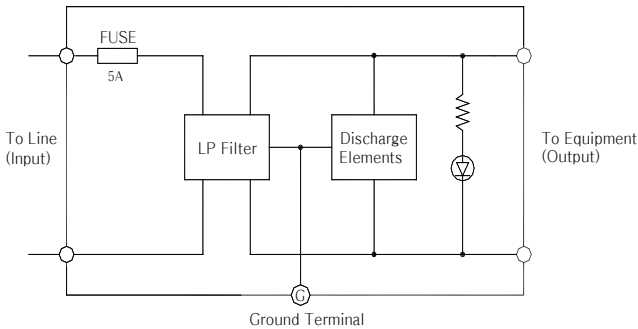 FUSE
5A
To Line
(Input)
LP Filter
Discharge
Elements
To Equipment
(Output)
G
Ground Terminal